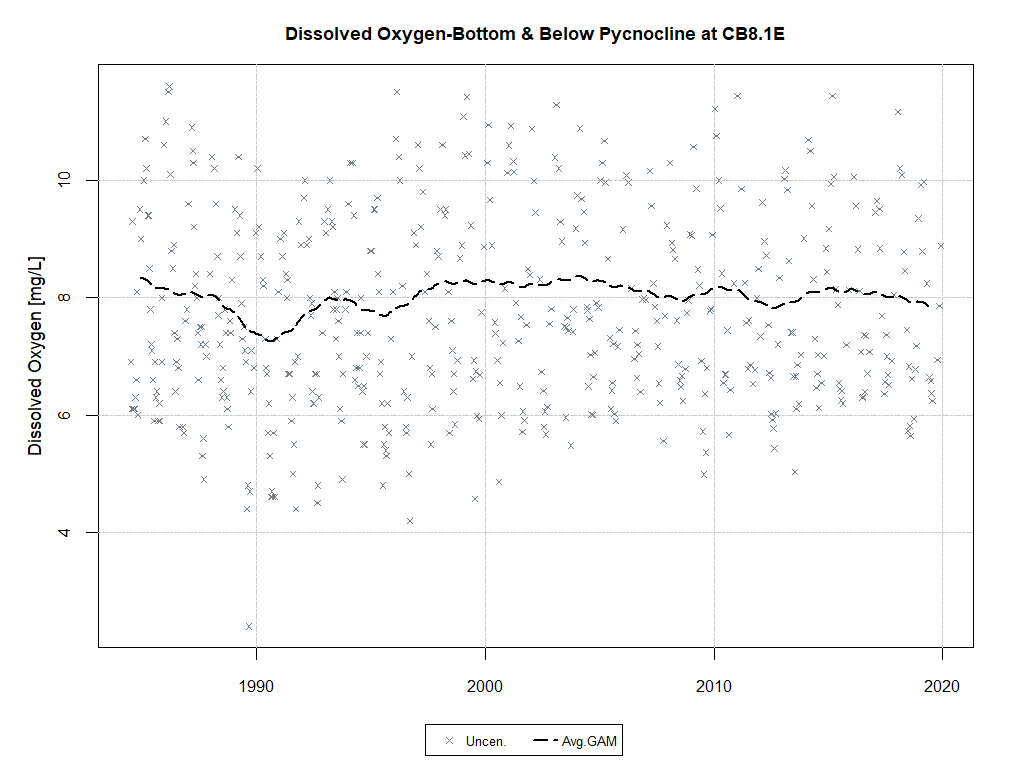 Dissolved Oxygen-Bottom & Below Pycnocline at CB8.1E
Dissolved Oxygen [mg/L]
10
8
6
4
1990 2000 2010 2020
Uncen. Avg.GAM